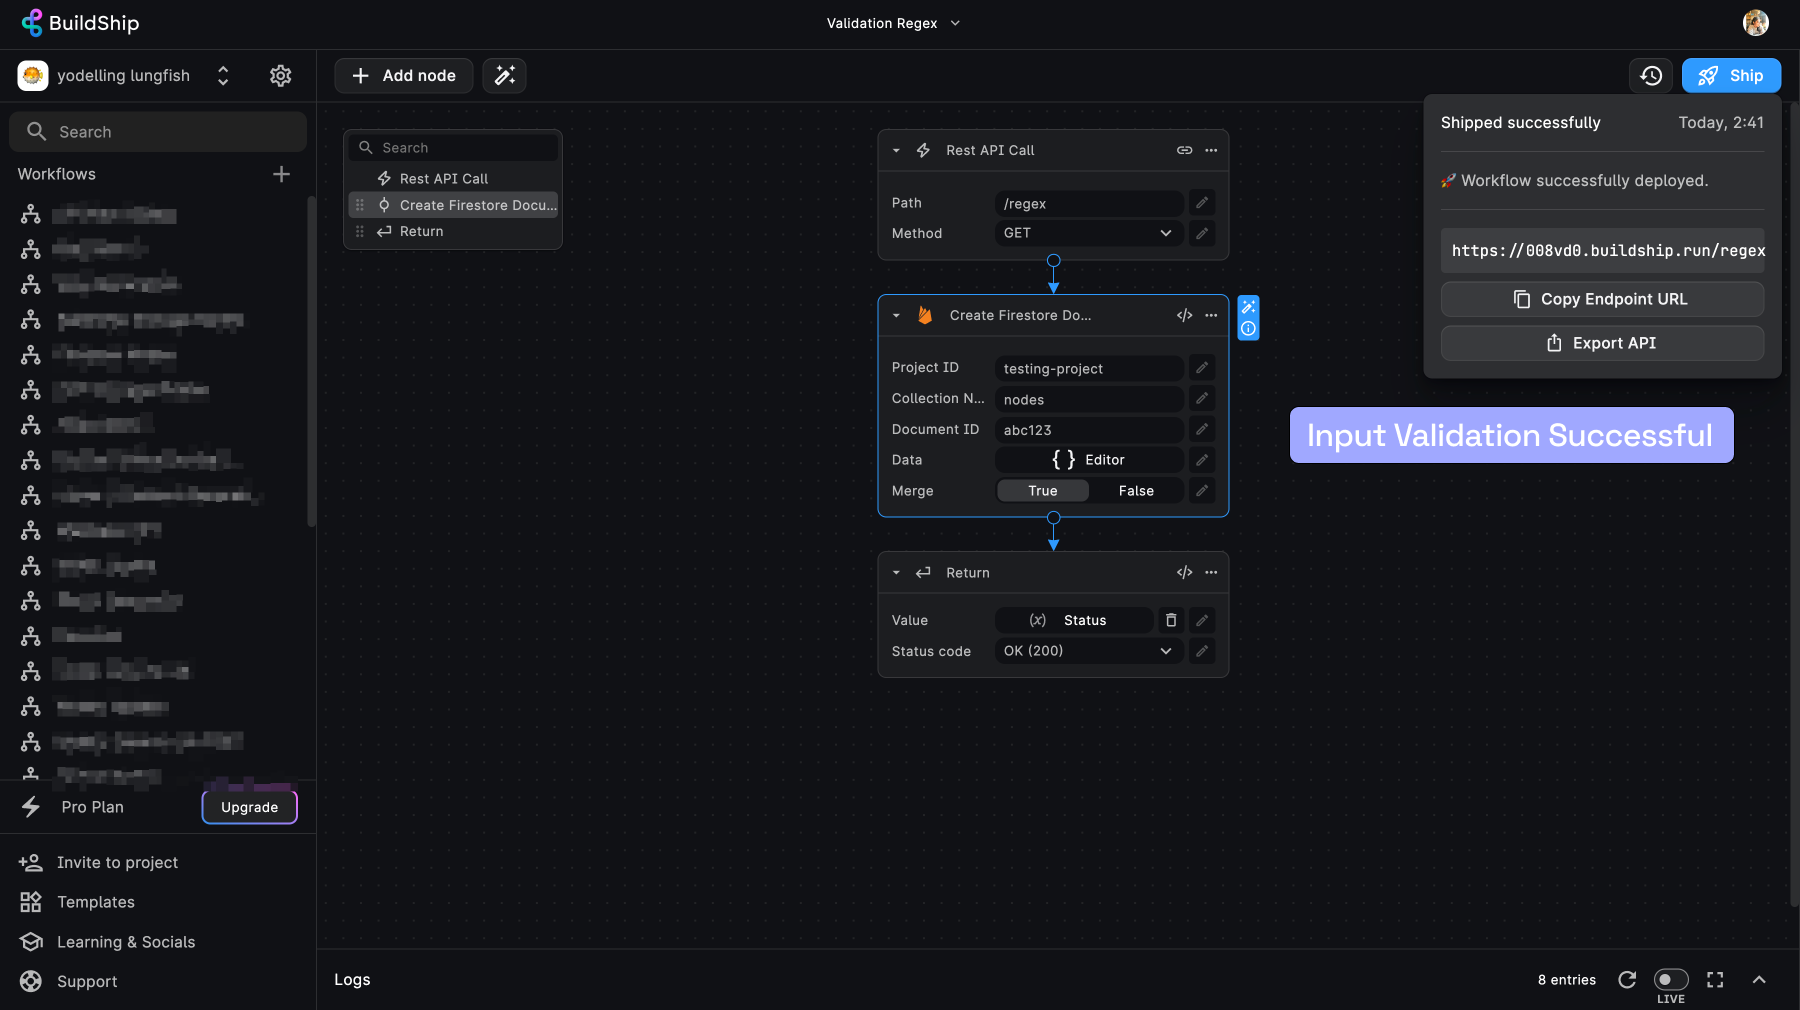 BuildShip
Validation Regex
yodelling lungfish
Add node
Ship
Search
Workflows
Pro Plan
Upgrade
Invite to project
Templates
Learning & Socials
Support
Search
Rest API Call
Create Firestore Docu...
Return
Rest API Call
Path
/regex
Method
GET
Create Firestore Do...
Project ID
testing-project
Collection N...
nodes
Document ID
abc123
Data
{ } Editor
Merge
True
False
Return
Value
(x) Status
Status code
OK (200)
Shipped successfully
Today, 2:41
🚀 Workflow successfully deployed.
https://008vd0.buildship.run/regex
Copy Endpoint URL
Export API
Input Validation Successful
Logs
8 entries
LIVE